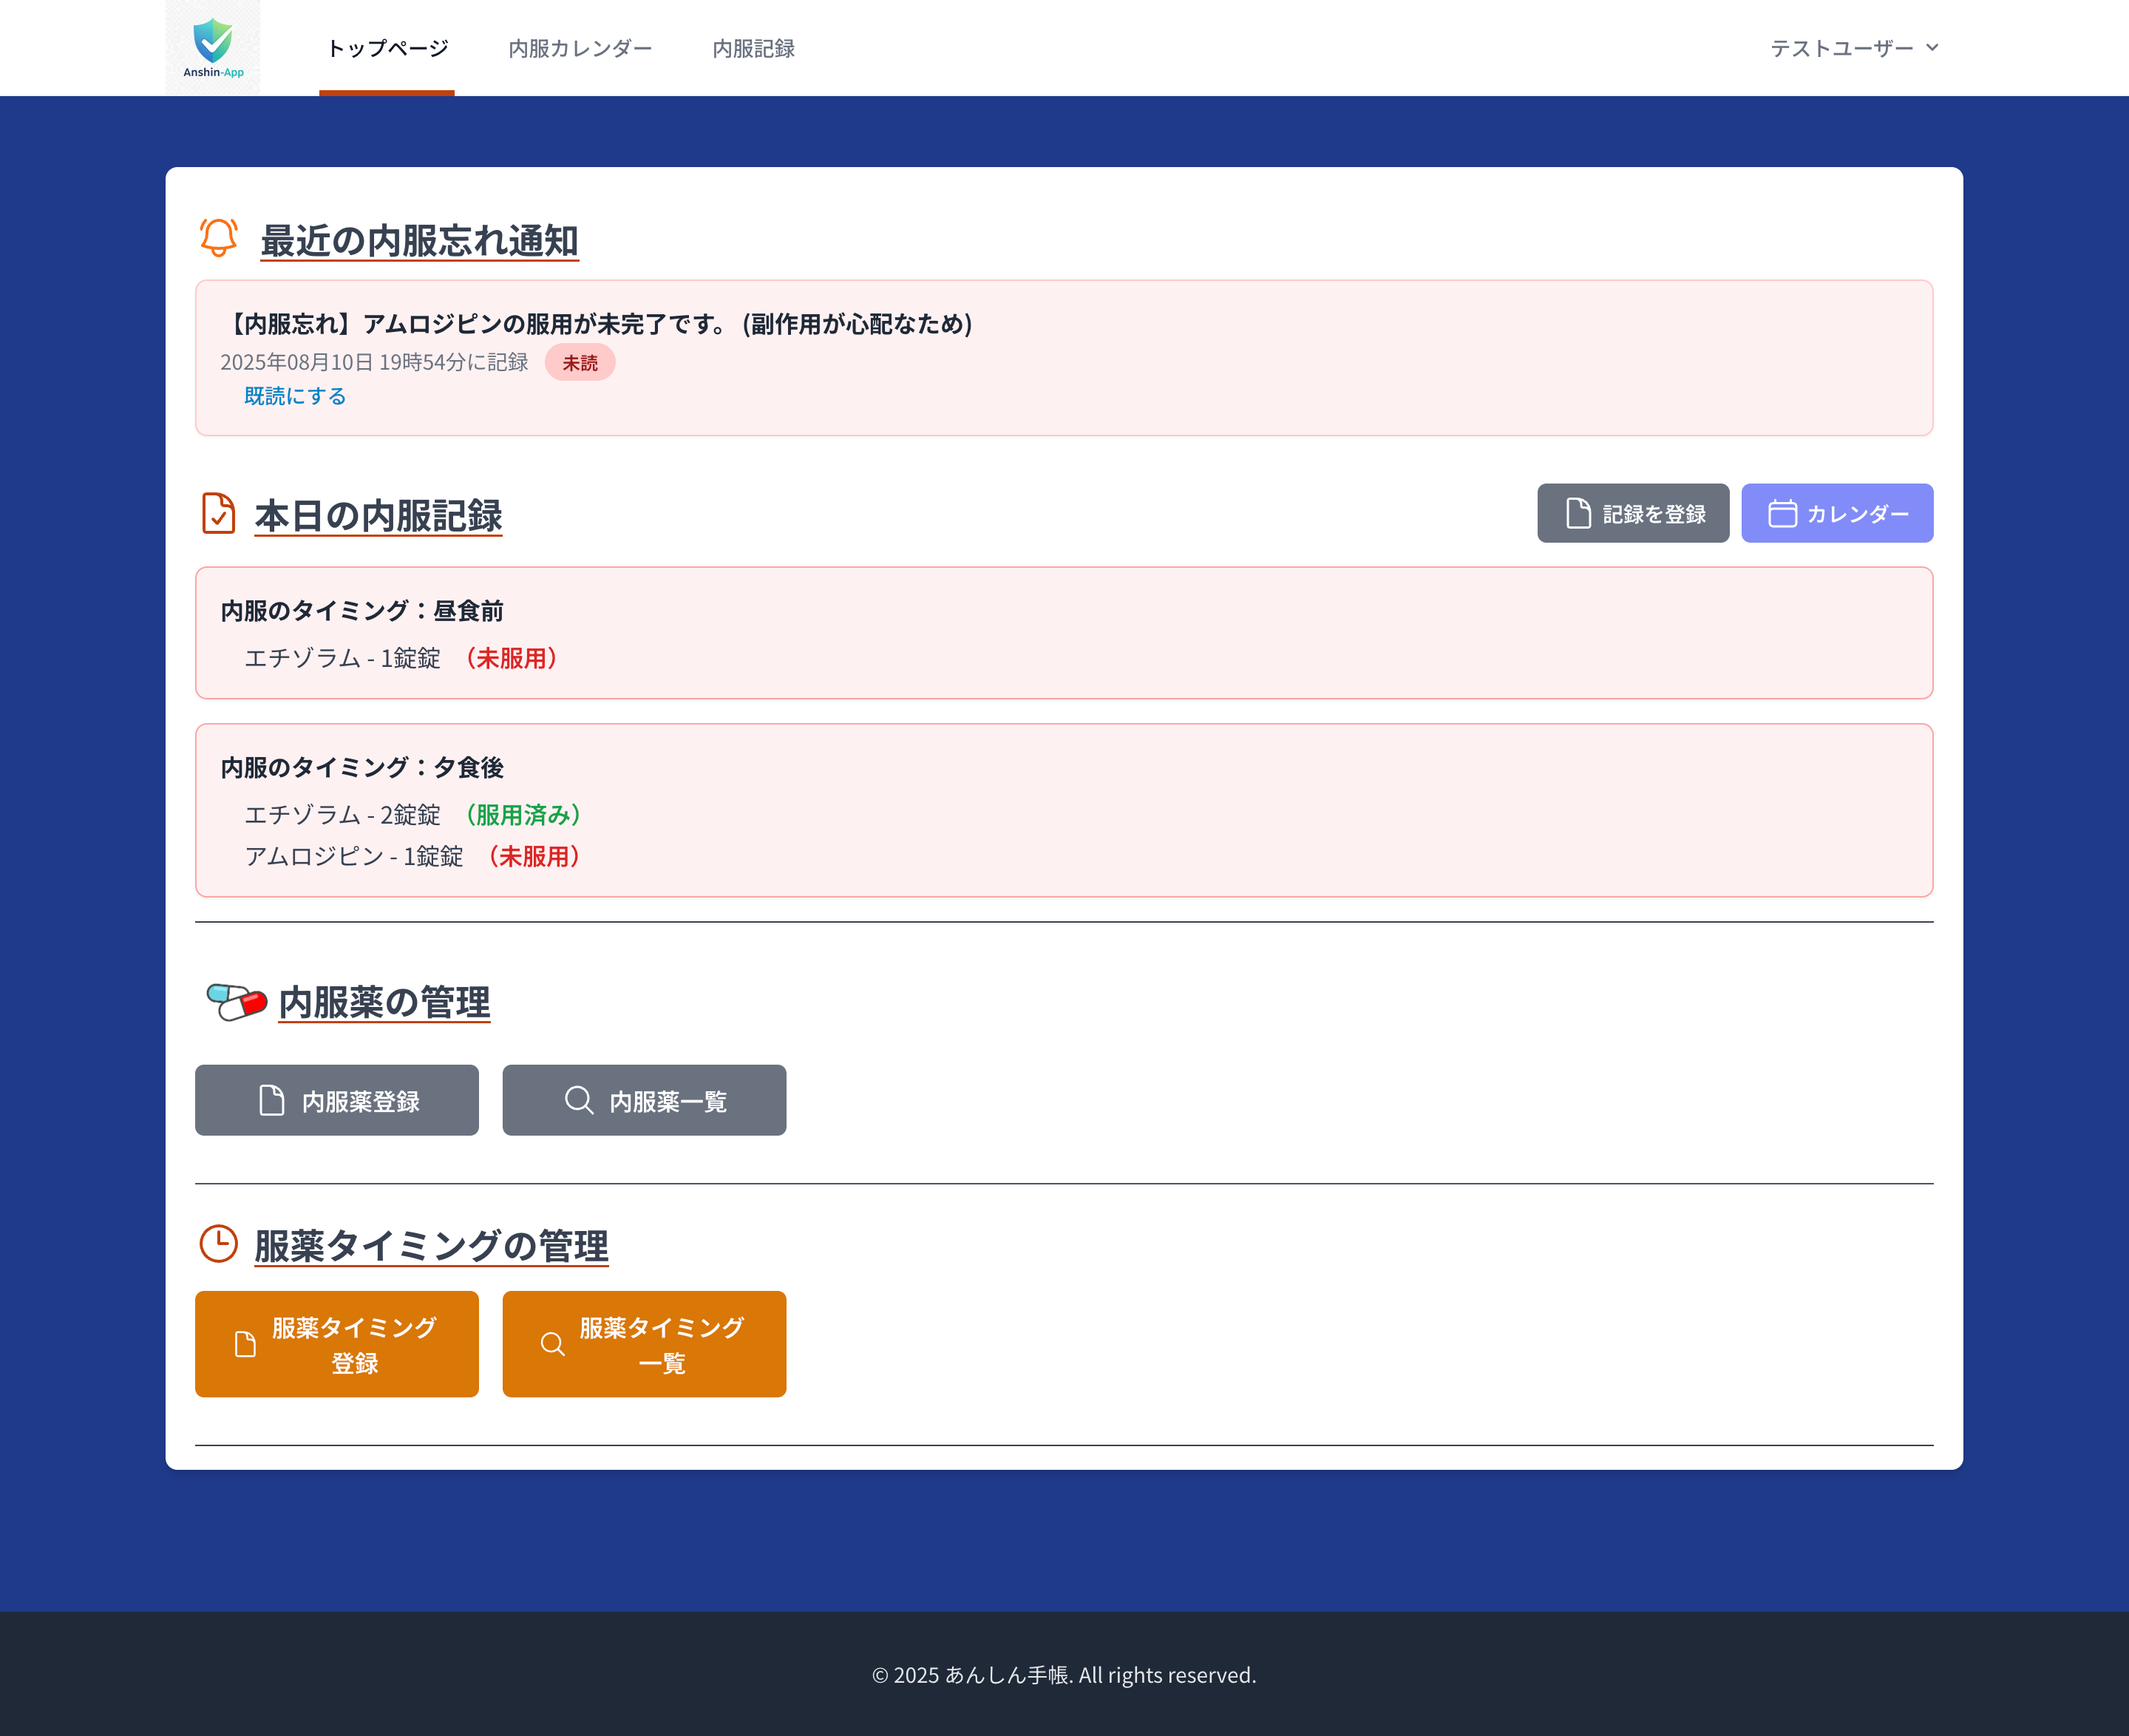 Anshin-App
トップページ
内服カレンダー
内服記録
テストユーザー
最近の内服忘れ通知
【内服忘れ】アムロジピンの服用が未完了です。 (副作用が心配なため)
2025年08月10日 19時54分に記録 未読
既読にする
本日の内服記録
記録を登録
カレンダー
内服のタイミング：昼食前
エチゾラム - 1錠錠 （未服用）
内服のタイミング：夕食後
エチゾラム - 2錠錠 （服用済み）
アムロジピン - 1錠錠 （未服用）
内服薬の管理
内服薬登録
内服薬一覧
服薬タイミングの管理
服薬タイミング
登録
服薬タイミング
一覧
© 2025 あんしん手帳. All rights reserved.